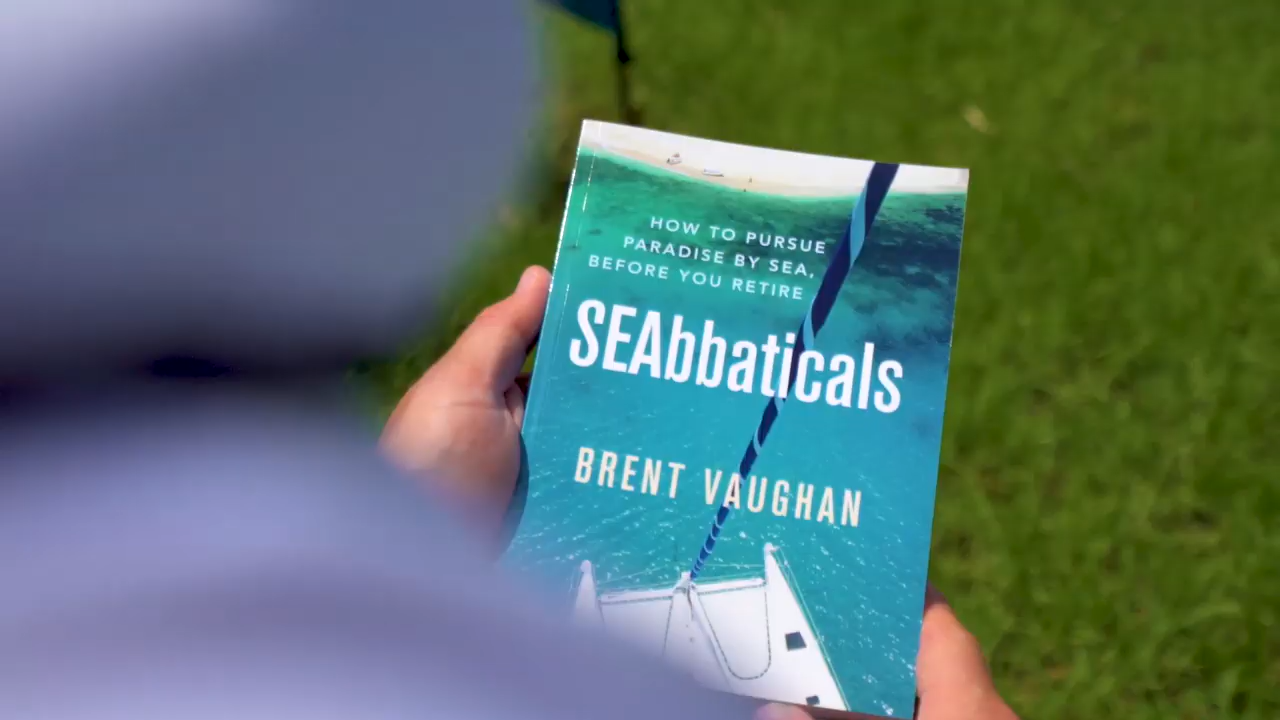 HOW TO PURSUE
PARADISE BY SEA,
BEFORE YOU RETIRE
SEAbbaticals
BRENT VAUGHAN